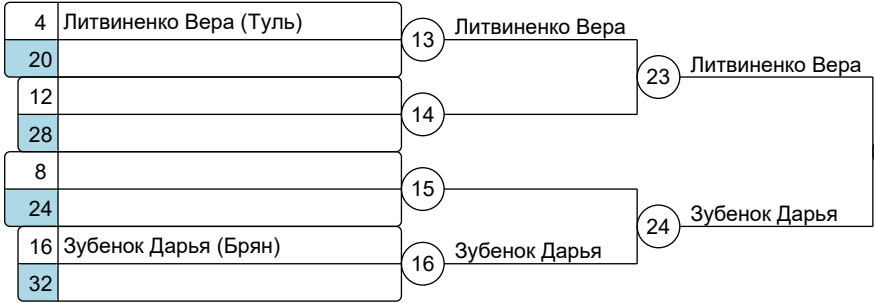 4 Литвиненко Вера (Туль)
13 Литвиненко Вера
20
23 Литвиненко Вера
12
14
28
8
15
24
24 Зубенок Дарья
16 Зубенок Дарья (Брян)
16 Зубенок Дарья
32